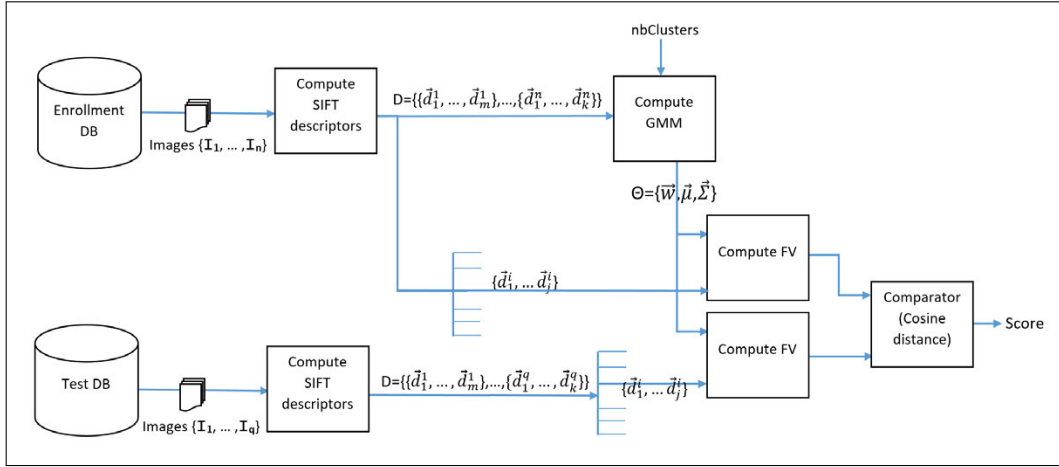 nbClusters
Enrollment
DB
Images {I₁, … ,Iₙ}
Compute
SIFT
descriptors
D={{d⃗₁¹, … , d⃗ₘ¹},…,{d⃗₁ⁿ, … , d⃗ₖⁿ}}
Compute
GMM
Θ={w⃗,μ⃗,Σ⃗}
{d⃗₁ⁱ, … d⃗ⱼⁱ}
Compute FV
Comparator
(Cosine
distance)
Score
Test DB
Images {I₁, … ,I_q}
Compute
SIFT
descriptors
D={{d⃗₁¹, … , d⃗ₘ¹},…,{d⃗₁^q, … , d⃗ₖ^q}}
{d⃗₁ⁱ, … d⃗ⱼⁱ}
Compute FV